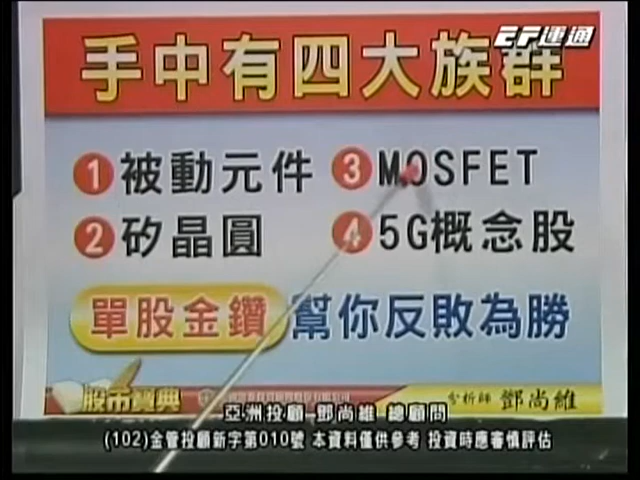 EF運通
手中有四大族群
1 被動元件
2 矽晶圓
3 MOSFET
4 5G概念股
單股金鑽 幫你反敗為勝
股市寶典
分析師 鄧尚維
亞洲投顧 鄧尚維 總顧問
(102)金管投顧新字第010號 本資料僅供參考 投資時應審慎評估